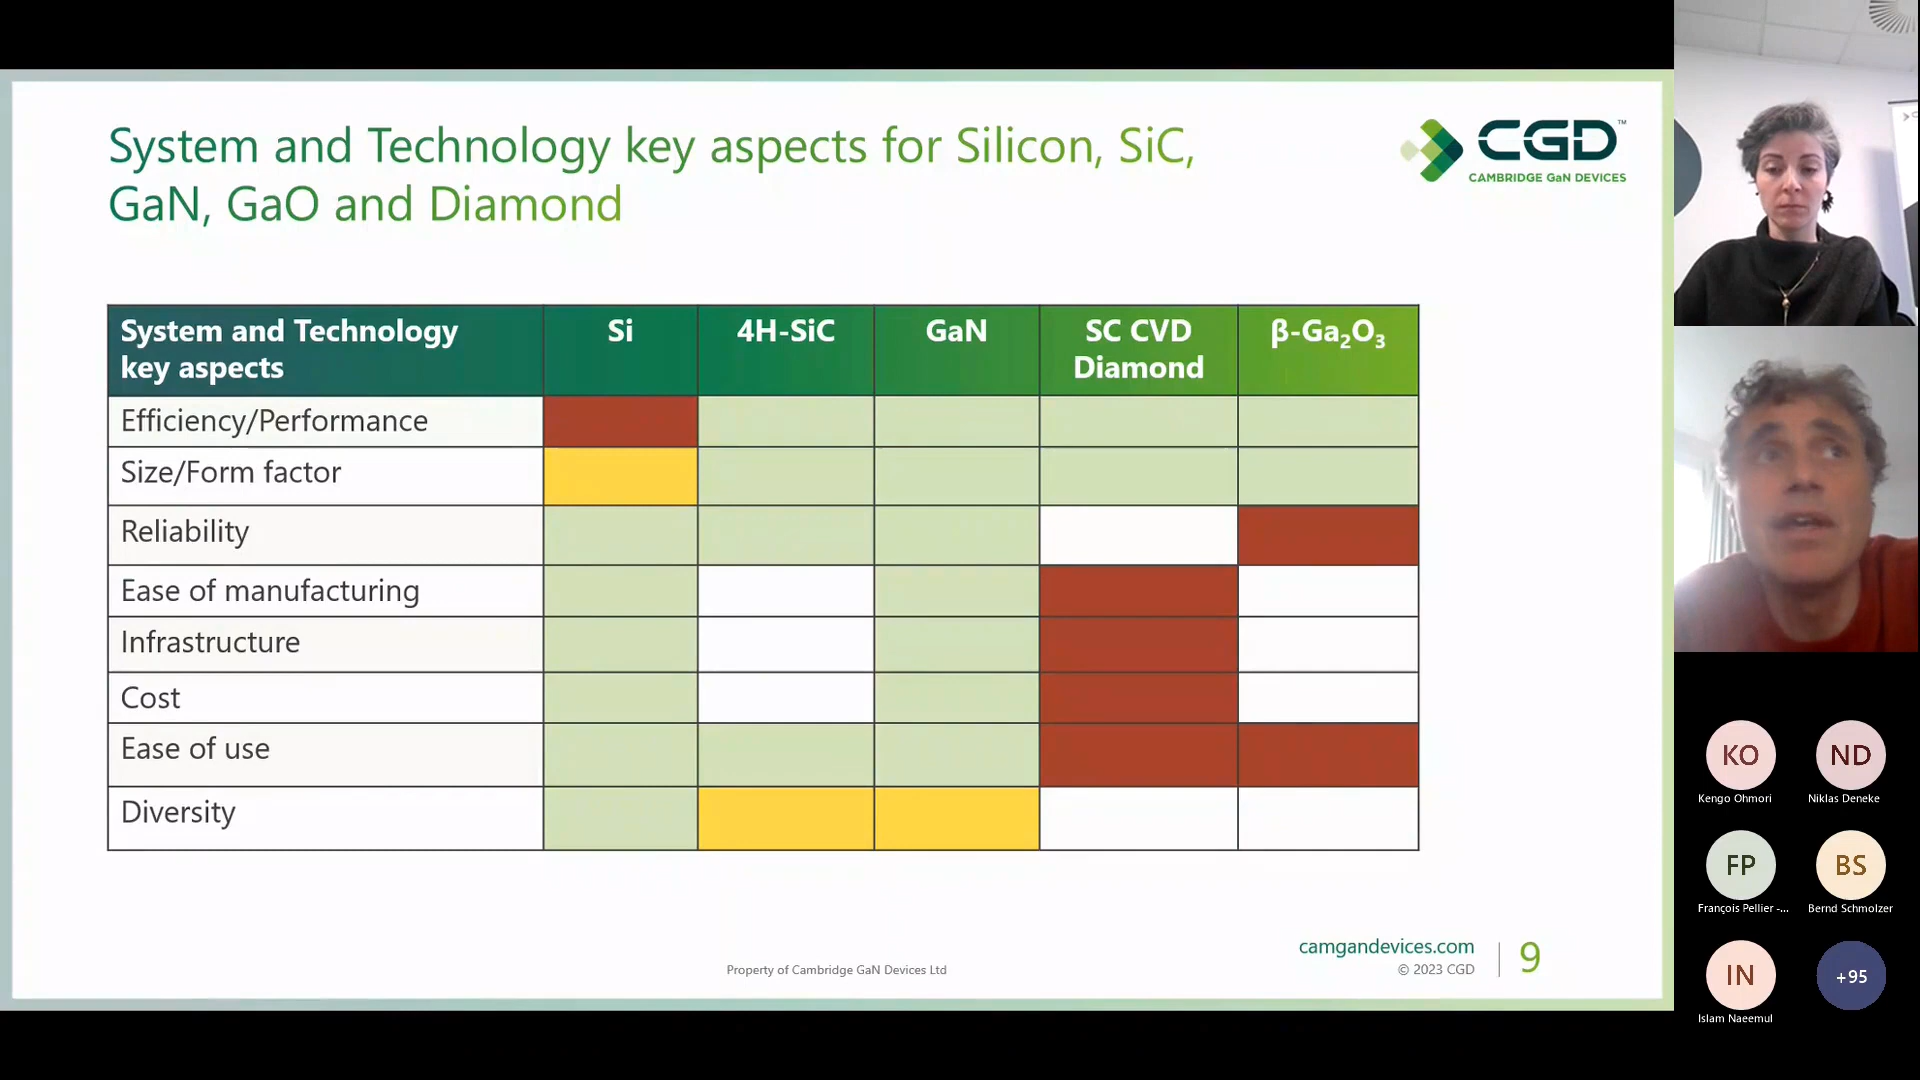 System and Technology key aspects for Silicon, SiC,
GaN, GaO and Diamond
CGD™
CAMBRIDGE GaN DEVICES
System and Technology
key aspects
Si
4H-SiC
GaN
SC CVD
Diamond
β-Ga₂O₃
Efficiency/Performance
Size/Form factor
Reliability
Ease of manufacturing
Infrastructure
Cost
Ease of use
Diversity
Property of Cambridge GaN Devices Ltd
camgandevices.com
© 2023 CGD
9
KO
Kengo Ohmori
ND
Niklas Deneke
FP
François Pellier -...
BS
Bernd Schmolzer
IN
Islam Naeemul
+95